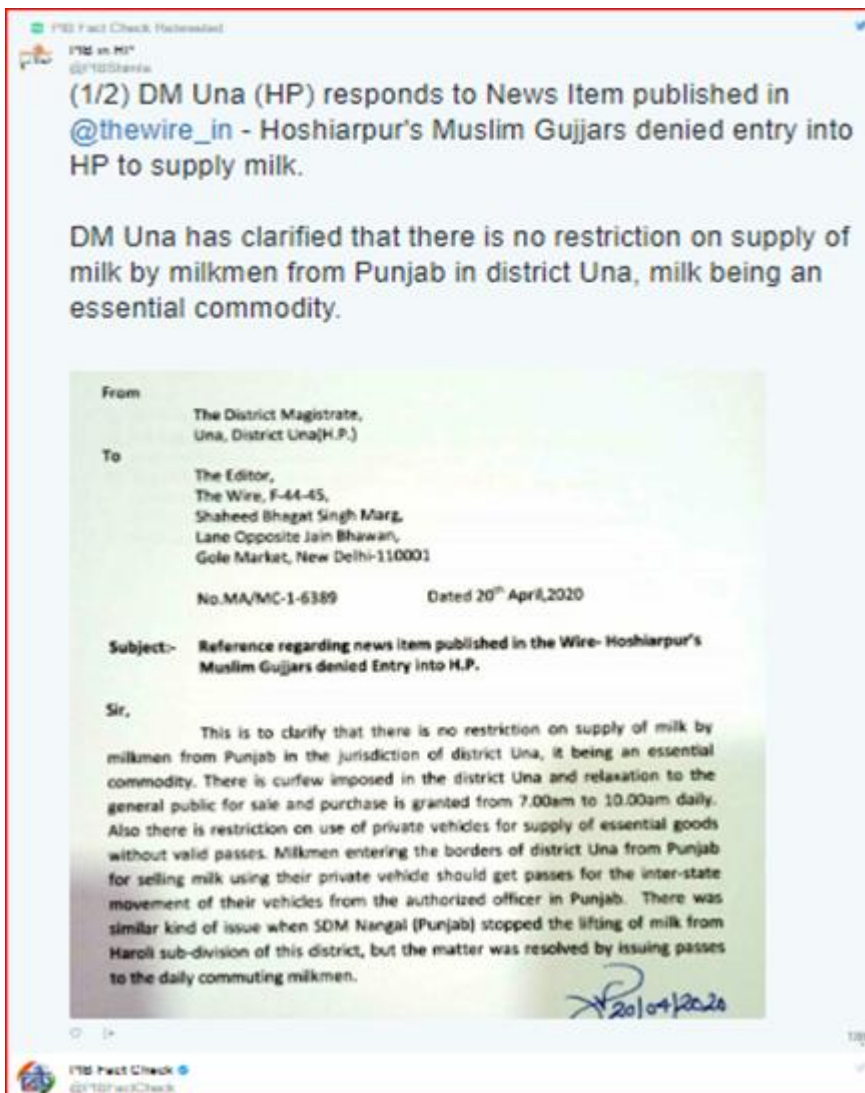 PIB Fact Check Retweeted
PIB in HP
@PIBShimla
(1/2) DM Una (HP) responds to News Item published in
@thewire_in - Hoshiarpur's Muslim Gujjars denied entry into
HP to supply milk.
DM Una has clarified that there is no restriction on supply of
milk by milkmen from Punjab in district Una, milk being an
essential commodity.
From
The District Magistrate,
Una, District Una(H.P.)
To
The Editor,
The Wire, F-44-45,
Shaheed Bhagat Singh Marg,
Lane Opposite Jain Bhawan,
Gole Market, New Delhi-110001
No.MA/MC-1-6389 Dated 20th April,2020
Subject:- Reference regarding news item published in the Wire- Hoshiarpur's
Muslim Gujjars denied Entry into H.P.
Sir,
This is to clarify that there is no restriction on supply of milk by
milkmen from Punjab in the jurisdiction of district Una, it being an essential
commodity. There is curfew imposed in the district Una and relaxation to the
general public for sale and purchase is granted from 7.00am to 10.00am daily.
Also there is restriction on use of private vehicles for supply of essential goods
without valid passes. Milkmen entering the borders of district Una from Punjab
for selling milk using their private vehicle should get passes for the inter-state
movement of their vehicles from the authorized officer in Punjab. There was
similar kind of issue when SDM Nangal (Punjab) stopped the lifting of milk from
Haroli sub-division of this district, but the matter was resolved by issuing passes
to the daily commuting milkmen.
20/04/2020
PIB Fact Check
@PIBFactCheck